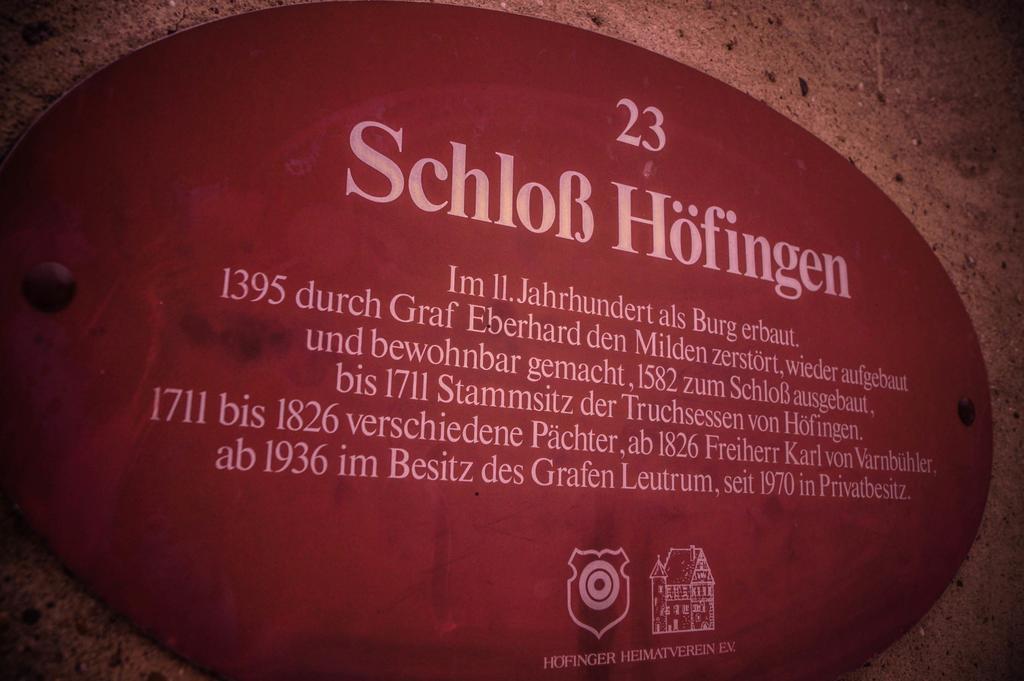 23
Schloß Höfingen
Im 11. Jahrhundert als Burg erbaut.
1395 durch Graf Eberhard den Milden zerstört, wieder aufgebaut
und bewohnbar gemacht, 1582 zum Schloß ausgebaut,
bis 1711 Stammsitz der Truchsessen von Höfingen.
1711 bis 1826 verschiedene Pächter, ab 1826 Freiherr Karl von Varnbühler.
ab 1936 im Besitz des Grafen Leutrum, seit 1970 in Privatbesitz.
HÖFINGER HEIMATVEREIN E.V.